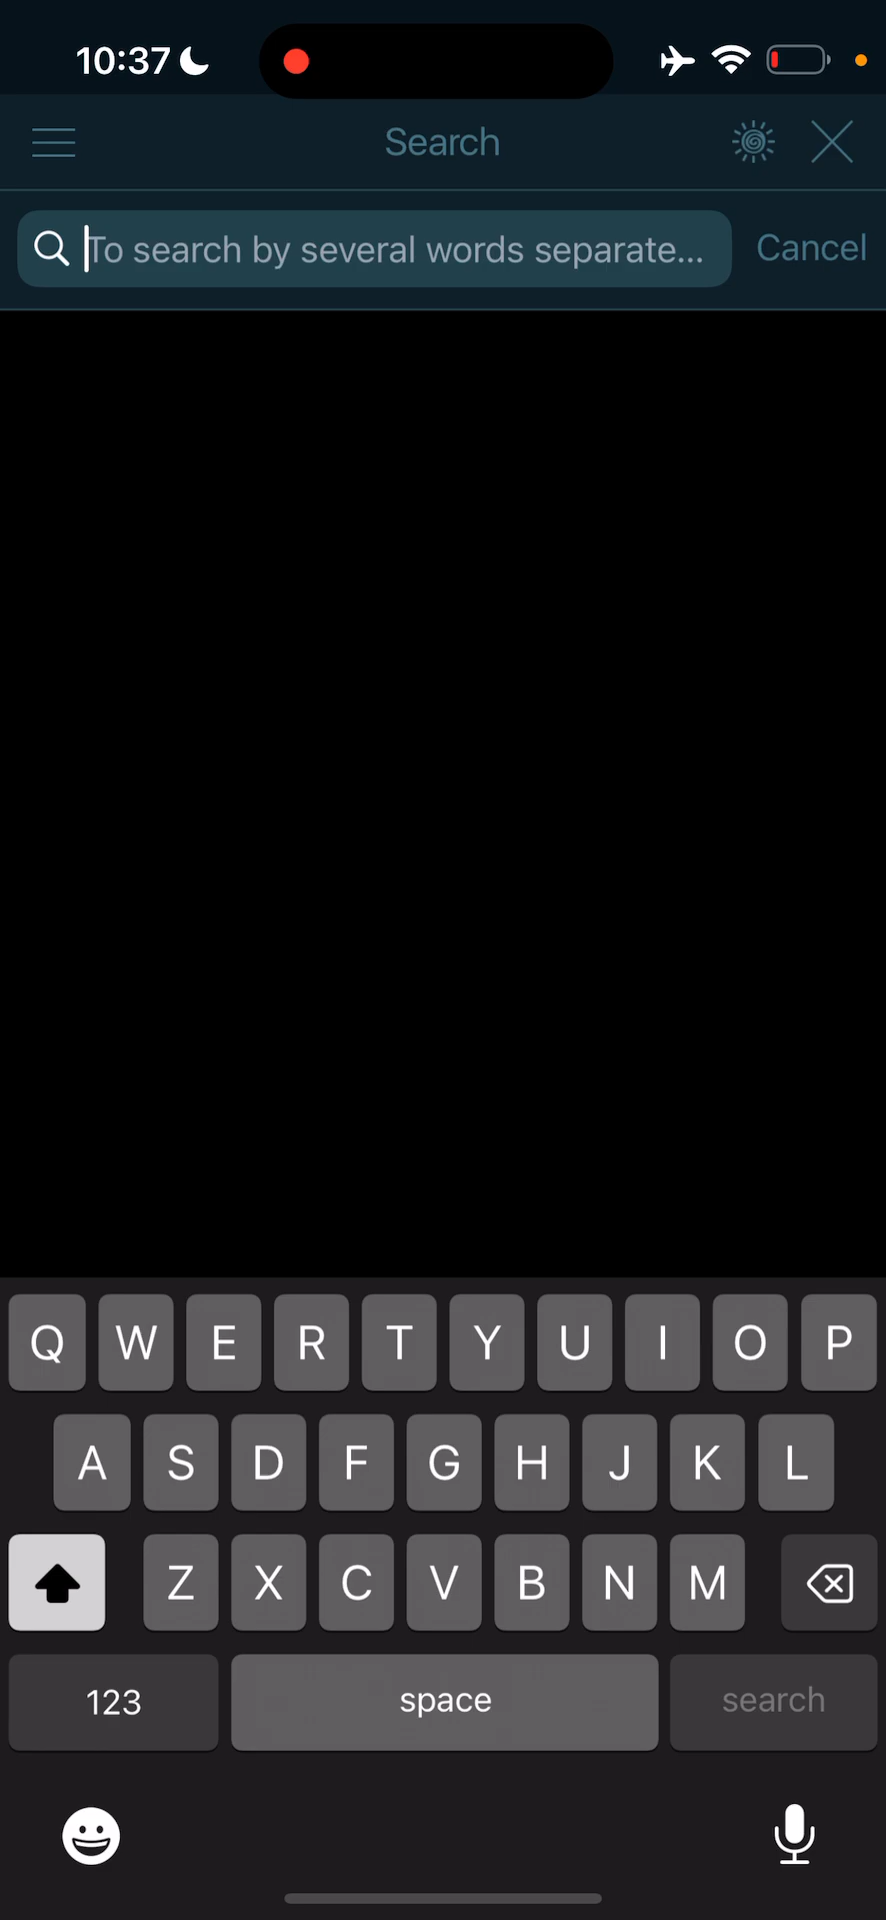 10:37
Search
To search by several words separate...
Cancel
Q W E R T Y U I O P
A S D F G H J K L
Z X C V B N M
123 space search